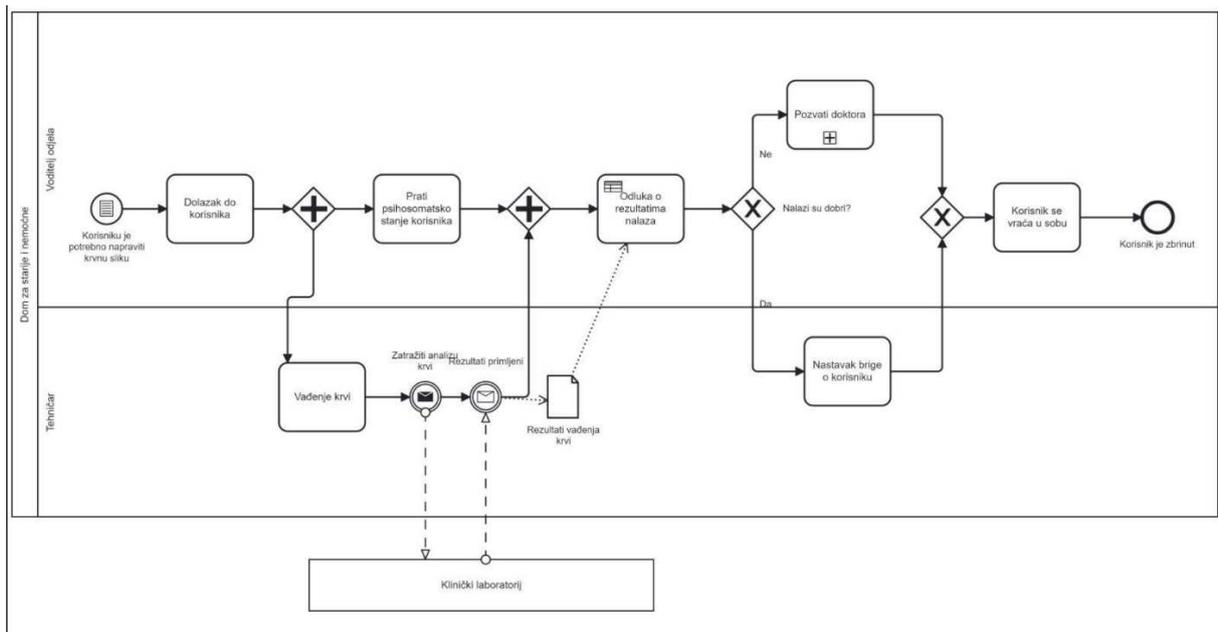 Dom za starije i nemoćne
Voditelj odjela
Korisniku je
potrebno napraviti
krvnu sliku
Dolazak do
korisnika
Prati
psihosomatsko
stanje korisnika
Odluka o
rezultatima
nalaza
Nalazi su dobri?
Ne
Pozvati doktora
Da
Korisnik se
vraća u sobu
Korisnik je zbrinut
Tehničar
Vađenje krvi
Zatražiti analizu
krvi
Rezultati primljeni
Rezultati vađenja
krvi
Nastavak brige
o korisniku
Klinički laboratorij